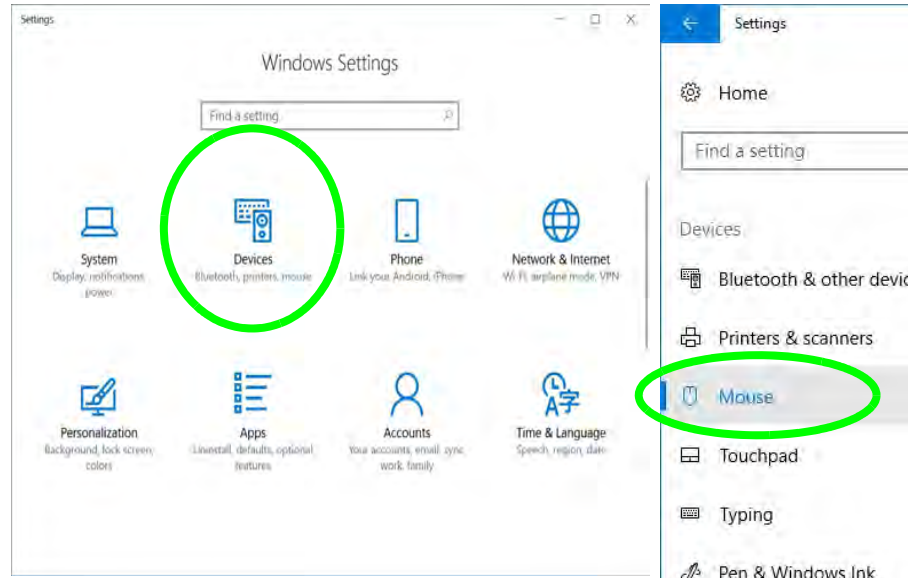 Settings
Windows Settings
Find a setting
System
Display, notifications,
power
Devices
Bluetooth, printers, mouse
Phone
Link your Android, iPhone
Network & Internet
Wi-Fi, airplane mode, VPN
Personalization
Background, lock screen,
colors
Apps
Uninstall, defaults, optional
features
Accounts
Your accounts, email, sync,
work, family
Time & Language
Speech, region, date
Settings
Home
Find a setting
Devices
Bluetooth & other devic
Printers & scanners
Mouse
Touchpad
Typing
Pen & Windows Ink